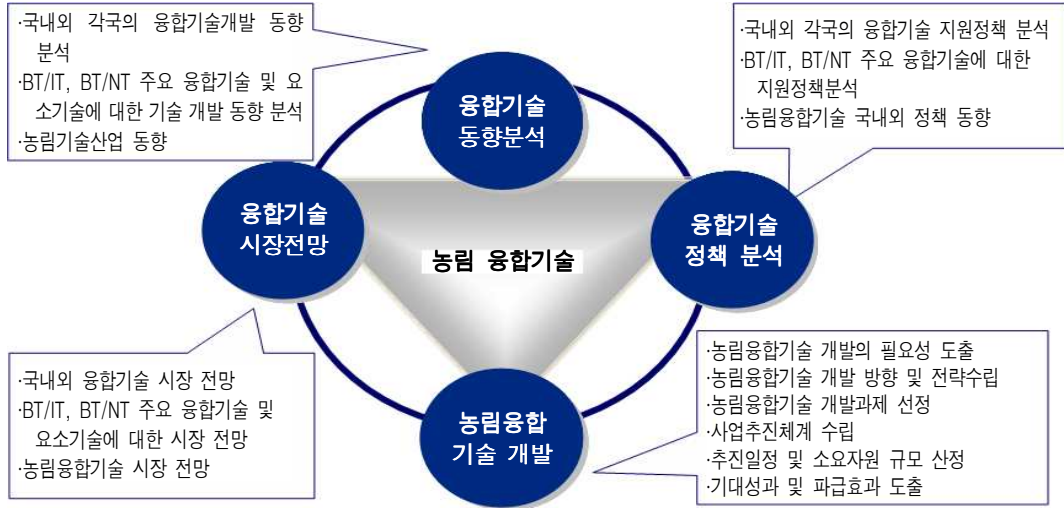 ·국내외 각국의 융합기술개발 동향
분석
·BT/IT, BT/NT 주요 융합기술 및 요
소기술에 대한 기술 개발 동향 분석
·농림기술산업 동향
·국내외 각국의 융합기술 지원정책 분석
·BT/IT, BT/NT 주요 융합기술에 대한
지원정책분석
·농림융합기술 국내외 정책 동향
융합기술
동향분석
융합기술
시장전망
융합기술
정책 분석
농림 융합기술
농림융합
기술 개발
·국내외 융합기술 시장 전망
·BT/IT, BT/NT 주요 융합기술 및
요소기술에 대한 시장 전망
·농림융합기술 시장 전망
·농림융합기술 개발의 필요성 도출
·농림융합기술 개발 방향 및 전략수립
·농림융합기술 개발과제 선정
·사업추진체계 수립
·추진일정 및 소요자원 규모 산정
·기대성과 및 파급효과 도출